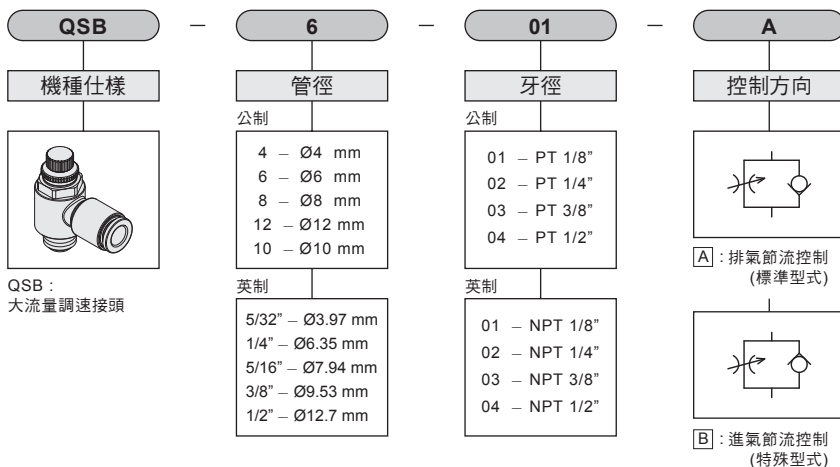 QSB – 6 – 01 – A
機種仕樣
QSB :
大流量調速接頭
管徑
公制
4 – Ø4 mm
6 – Ø6 mm
8 – Ø8 mm
12 – Ø12 mm
10 – Ø10 mm
英制
5/32” – Ø3.97 mm
1/4” – Ø6.35 mm
5/16” – Ø7.94 mm
3/8” – Ø9.53 mm
1/2” – Ø12.7 mm
牙徑
公制
01 – PT 1/8”
02 – PT 1/4”
03 – PT 3/8”
04 – PT 1/2”
英制
01 – NPT 1/8”
02 – NPT 1/4”
03 – NPT 3/8”
04 – NPT 1/2”
控制方向
A : 排氣節流控制
(標準型式)
B : 進氣節流控制
(特殊型式)